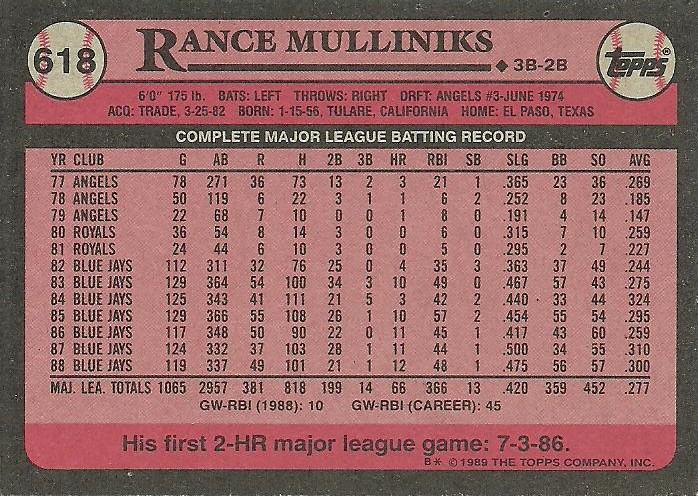 618 RANCE MULLINIKS ♦ 3B-2B TOPPS®
6'0" 175 lb. BATS: LEFT THROWS: RIGHT DRFT: ANGELS #3-JUNE 1974
ACQ: TRADE, 3-25-82 BORN: 1-15-56, TULARE, CALIFORNIA HOME: EL PASO, TEXAS
COMPLETE MAJOR LEAGUE BATTING RECORD
YR CLUB G AB R H 2B 3B HR RBI SB SLG BB SO AVG
77 ANGELS 78 271 36 73 13 2 3 21 1 .365 23 36 .269
78 ANGELS 50 119 6 22 3 1 1 6 2 .252 8 23 .185
79 ANGELS 22 68 7 10 0 0 1 8 0 .191 4 14 .147
80 ROYALS 36 54 8 14 3 0 0 6 0 .315 7 10 .259
81 ROYALS 24 44 6 10 3 0 0 5 0 .295 2 7 .227
82 BLUE JAYS 112 311 32 76 25 0 4 35 3 .363 37 49 .244
83 BLUE JAYS 129 364 54 100 34 3 10 49 0 .467 57 43 .275
84 BLUE JAYS 125 343 41 111 21 5 3 42 2 .440 33 44 .324
85 BLUE JAYS 129 366 55 108 26 1 10 57 2 .454 55 54 .295
86 BLUE JAYS 117 348 50 90 22 0 11 45 1 .417 43 60 .259
87 BLUE JAYS 124 332 37 103 28 1 11 44 1 .500 34 55 .310
88 BLUE JAYS 119 337 49 101 21 1 12 48 1 .475 56 57 .300
MAJ. LEA. TOTALS 1065 2957 381 818 199 14 66 366 13 .420 359 452 .277
GW-RBI (1988): 10 GW-RBI (CAREER): 45
His first 2-HR major league game: 7-3-86.
B* © 1989 THE TOPPS COMPANY, INC.